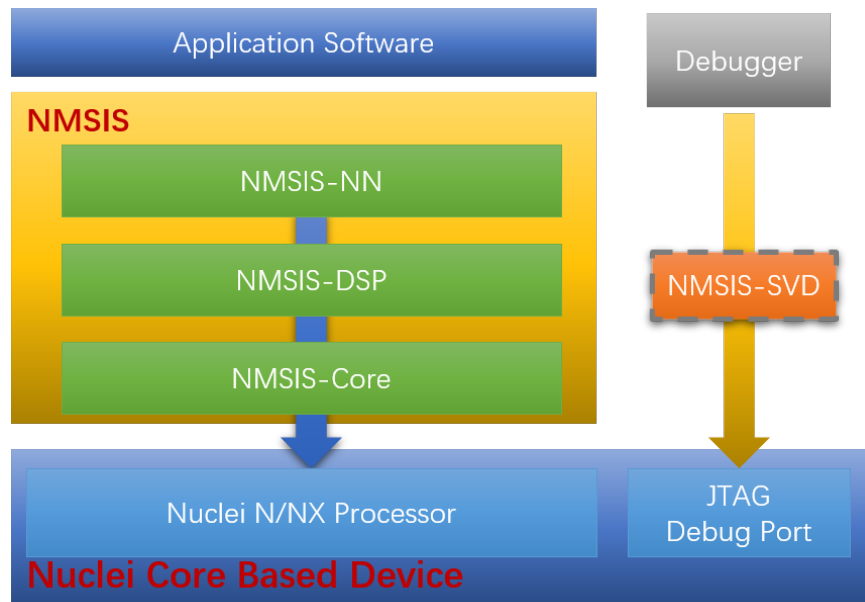 Application Software
Debugger
NMSIS
NMSIS-NN
NMSIS-DSP
NMSIS-SVD
NMSIS-Core
Nuclei N/NX Processor
JTAG
Debug Port
Nuclei Core Based Device